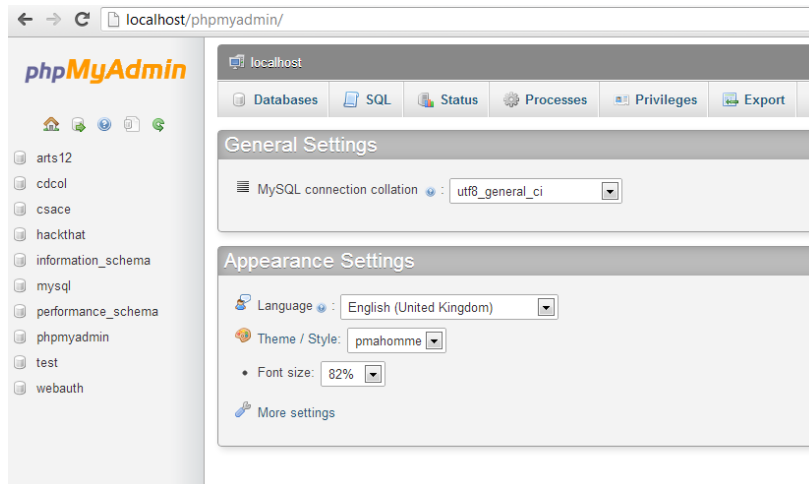 localhost/phpmyadmin/
phpMyAdmin
arts12
cdcol
csace
hackthat
information_schema
mysql
performance_schema
phpmyadmin
test
webauth
localhost
Databases SQL Status Processes Privileges Export
General Settings
MySQL connection collation : utf8_general_ci
Appearance Settings
Language : English (United Kingdom)
Theme / Style: pmahomme
• Font size: 82%
More settings